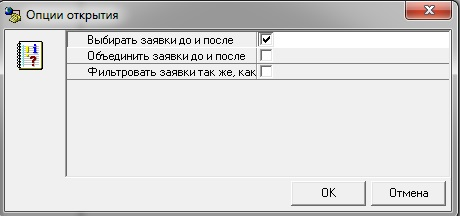 Опции открытия
Выбирать заявки до и после
Объединить заявки до и после
Фильтровать заявки так же, как
OK
Отмена